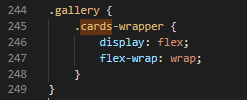 244 .gallery {
245 .cards-wrapper {
246 display: flex;
247 flex-wrap: wrap;
248 }
249 }